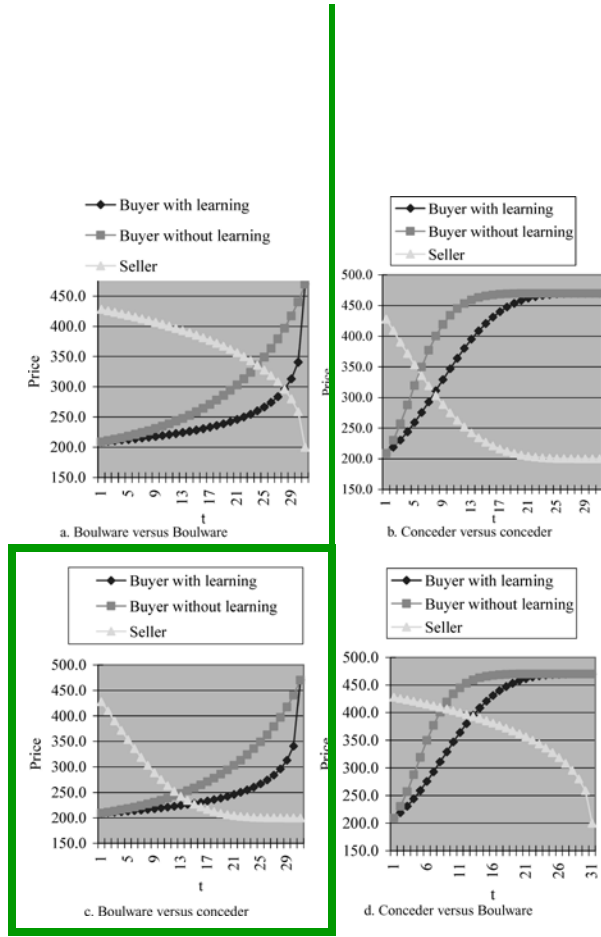 Buyer with learning
Buyer without learning
Seller
450.0
400.0
350.0
300.0
250.0
200.0
150.0
Price
1
5
9
13
17
21
25
29
t
a. Boulware versus Boulware
Buyer with learning
Buyer without learning
Seller
500.0
450.0
400.0
350.0
300.0
250.0
200.0
150.0
Price
1
5
9
13
17
21
25
29
t
b. Conceder versus conceder
Buyer with learning
Buyer without learning
Seller
500.0
450.0
400.0
350.0
300.0
250.0
200.0
150.0
Price
1
5
9
13
17
21
25
29
t
c. Boulware versus conceder
Buyer with learning
Buyer without learning
Seller
500.0
450.0
400.0
350.0
300.0
250.0
200.0
150.0
Price
1
6
11
16
21
26
31
t
d. Conceder versus Boulware